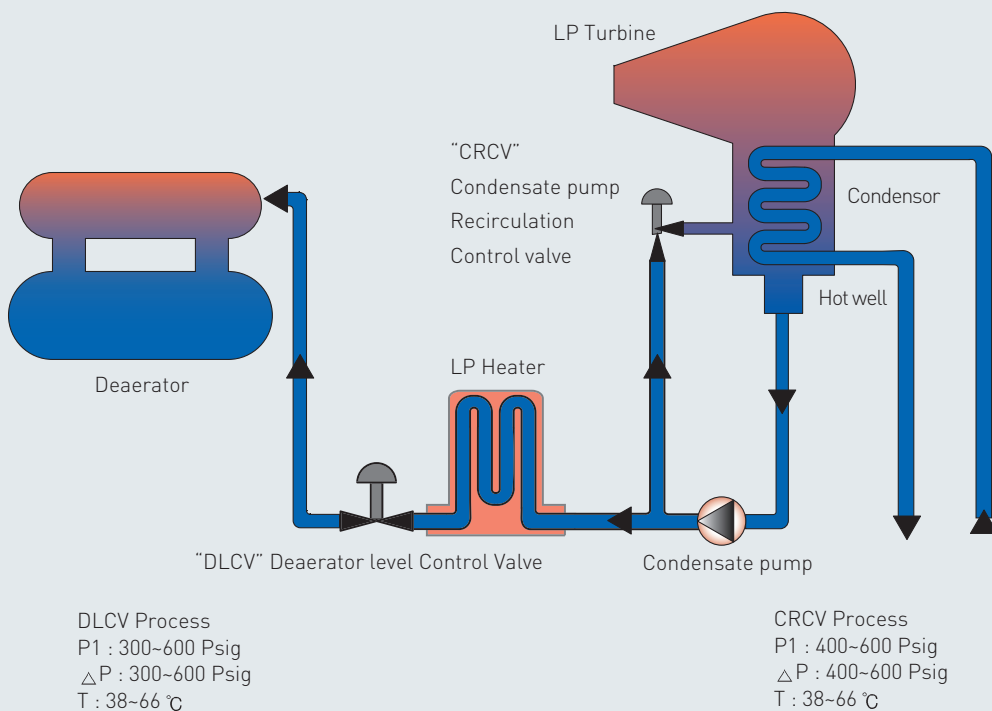 LP Turbine
"CRCV"
Condensate pump
Recirculation
Control valve
Condensor
Hot well
Deaerator
LP Heater
"DLCV" Deaerator level Control Valve
Condensate pump
DLCV Process
P1 : 300~600 Psig
△P : 300~600 Psig
T : 38~66 ℃
CRCV Process
P1 : 400~600 Psig
△P : 400~600 Psig
T : 38~66 ℃